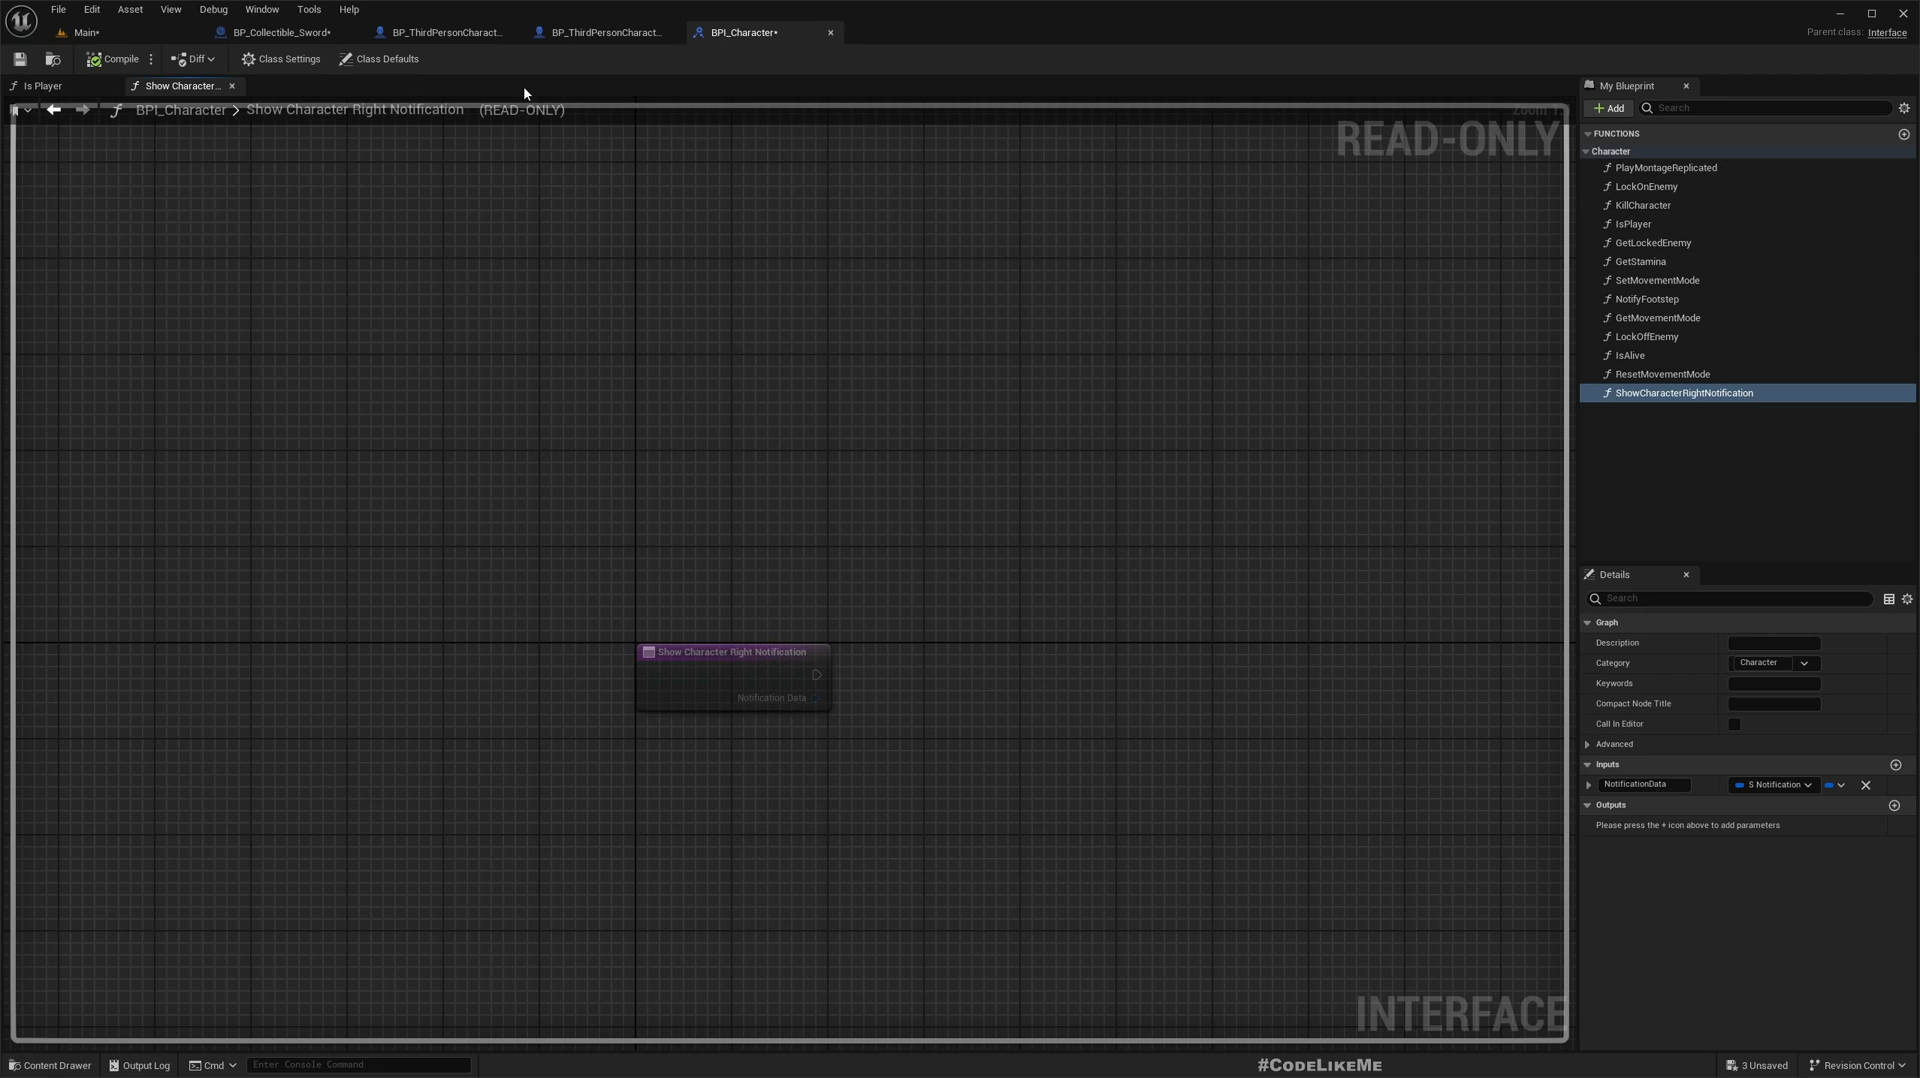 File Edit Asset View Debug Window Tools Help
Main* BP_Collectible_Sword* BP_ThirdPersonCharact... BP_ThirdPersonCharact... BPI_Character*
Parent class: Interface
Compile Diff Class Settings Class Defaults
Is Player Show Character...
BPI_Character > Show Character Right Notification (READ-ONLY)
READ-ONLY
Show Character Right Notification
Notification Data
INTERFACE
My Blueprint
Add Search
FUNCTIONS
Character
PlayMontageReplicated
LockOnEnemy
KillCharacter
IsPlayer
GetLockedEnemy
GetStamina
SetMovementMode
NotifyFootstep
GetMovementMode
LockOffEnemy
IsAlive
ResetMovementMode
ShowCharacterRightNotification
Details
Search
Graph
Description
Category Character
Keywords
Compact Node Title
Call In Editor
Advanced
Inputs
NotificationData S Notification
Outputs
Please press the + icon above to add parameters
Content Drawer Output Log Cmd Enter Console Command #CODELIKEME 3 Unsaved Revision Control